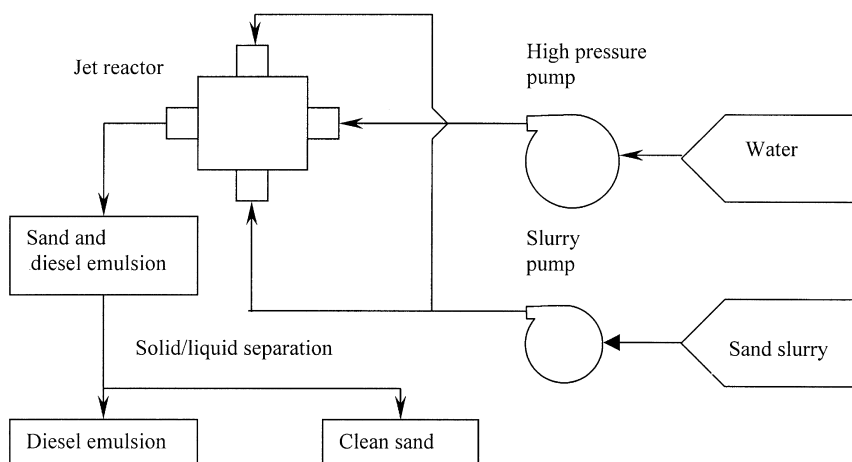 Jet reactor
High pressure
pump
Water
Sand and
diesel emulsion
Slurry
pump
Solid/liquid separation
Sand slurry
Diesel emulsion
Clean sand